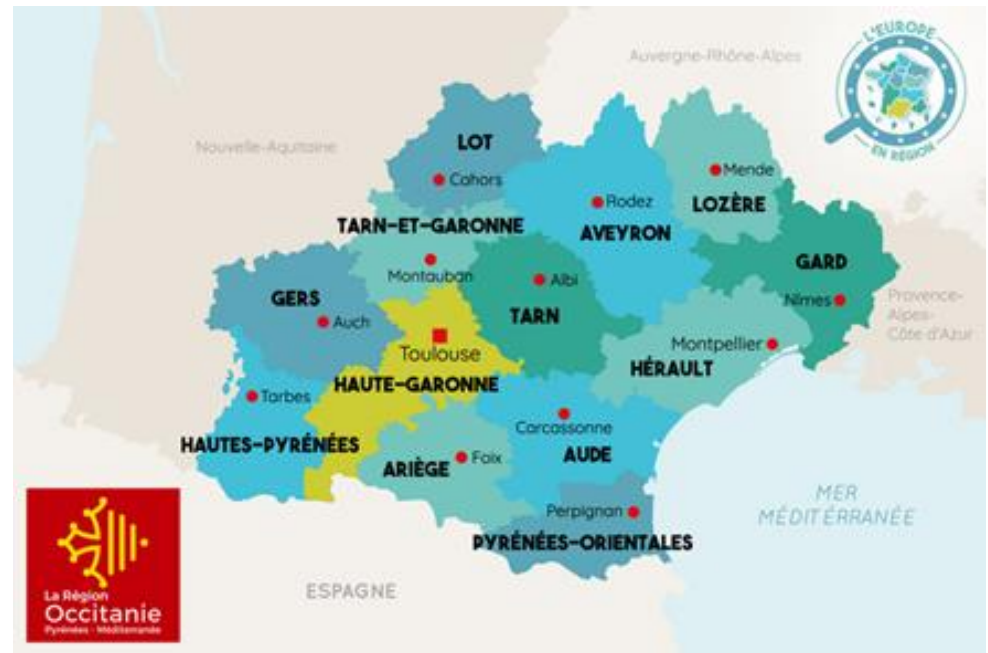 L'EUROPE
EN RÉGION
Auvergne-Rhône-Alpes
Nouvelle-Aquitaine
LOT
Cahors
Mende
LOZÈRE
Rodez
AVEYRON
TARN-ET-GARONNE
Montauban
Albi
TARN
GARD
Nîmes
Provence-
Alpes-
Côte d'Azur
GERS
Auch
Toulouse
HAUTE-GARONNE
Montpellier
HÉRAULT
Tarbes
HAUTES-PYRÉNÉES
Carcassonne
AUDE
Foix
ARIÈGE
Perpignan
PYRÉNÉES-ORIENTALES
MER
MÉDITÉRRANÉE
ESPAGNE
La Région
Occitanie
Pyrénées - Méditerranée